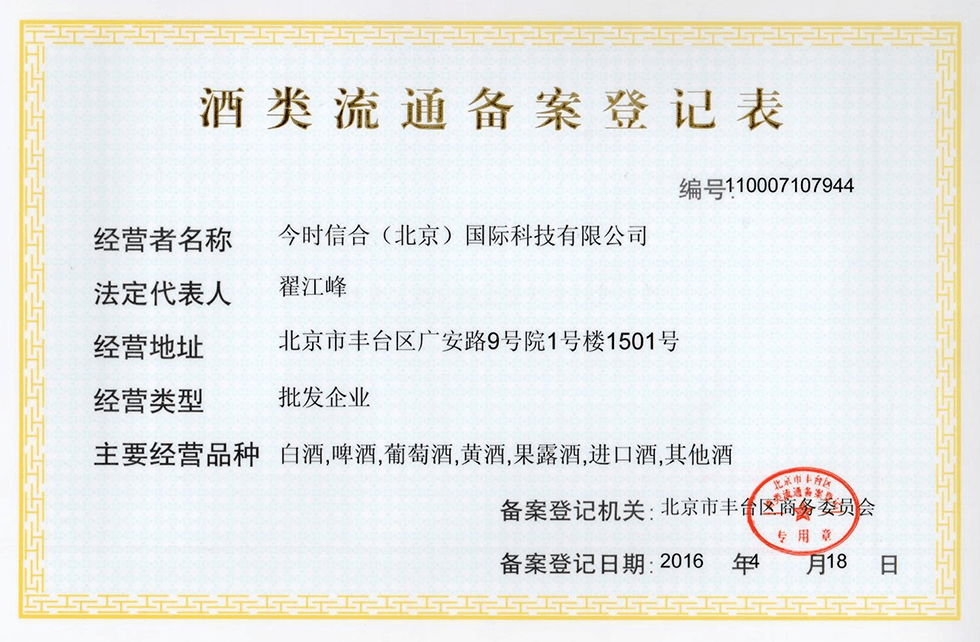 酒类流通备案登记表
编号:110007107944
经营者名称 今时信合（北京）国际科技有限公司
法定代表人 翟江峰
经营地址 北京市丰台区广安路9号院1号楼1501号
经营类型 批发企业
主要经营品种 白酒,啤酒,葡萄酒,黄酒,果露酒,进口酒,其他酒
备案登记机关: 北京市丰台区商务委员会
北京市丰台区
酒类流通备案登记
专用章
备案登记日期: 2016 年4 月18 日